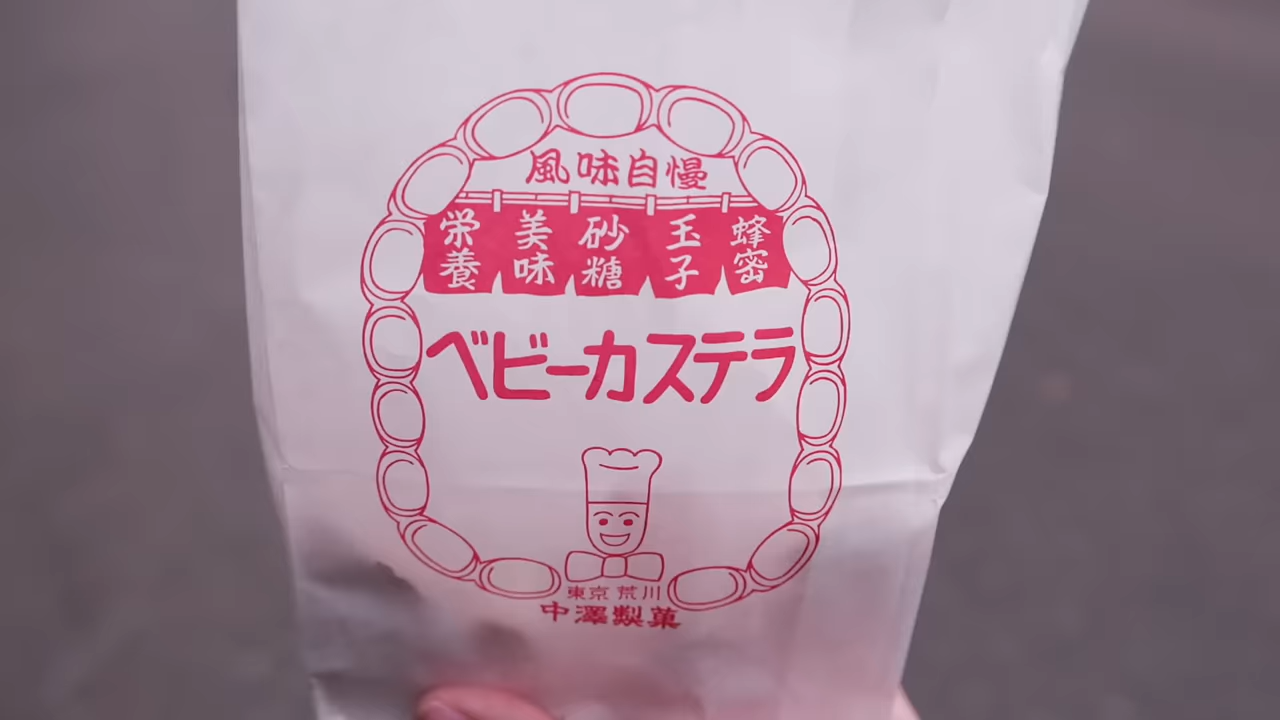 風味自慢
栄養 美味 砂糖 玉子 蜂密
ベビーカステラ
東京 荒川
中澤製菓